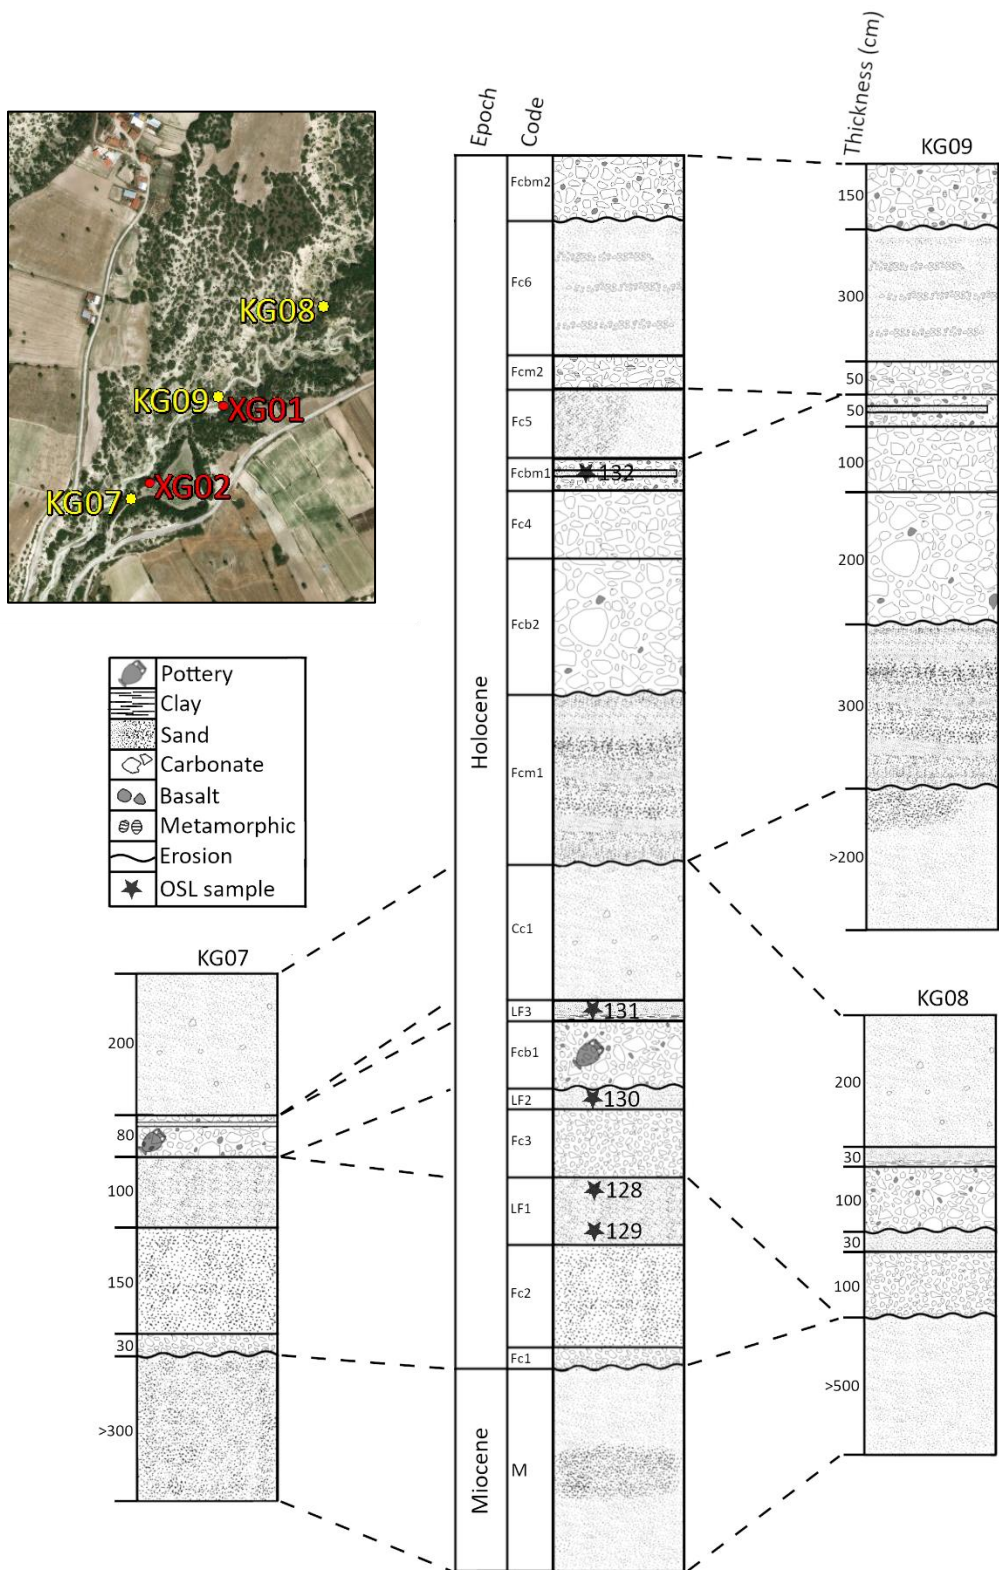 Epoch
Code
Thickness (cm)
KG09
KG08
KG09
XG01
XG02
KG07
Pottery
Clay
Sand
Carbonate
Basalt
Metamorphic
Erosion
OSL sample
Holocene
Miocene
Fcbm2
Fc6
Fcm2
Fc5
Fcbm1
132
Fc4
Fcb2
Fcm1
Cc1
LF3
131
Fcb1
LF2
130
Fc3
LF1
128
129
Fc2
Fc1
M
150
300
50
50
100
200
300
>200
KG07
200
80
100
150
30
>300
KG08
200
30
100
30
100
>500